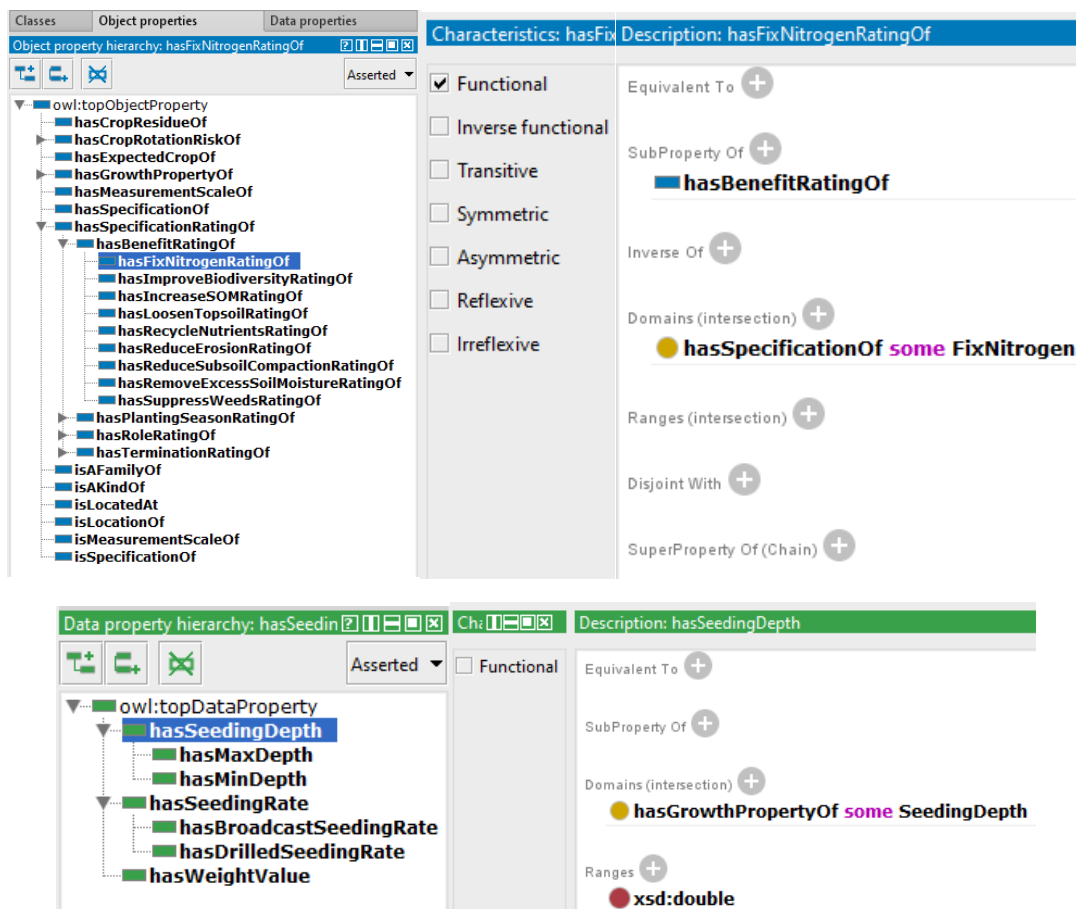 Classes Object properties Data properties
Object property hierarchy: hasFixNitrogenRatingOf
Asserted
owl:topObjectProperty
hasCropResidueOf
hasCropRotationRiskOf
hasExpectedCropOf
hasGrowthPropertyOf
hasMeasurementScaleOf
hasSpecificationOf
hasSpecificationRatingOf
hasBenefitRatingOf
hasFixNitrogenRatingOf
hasImproveBiodiversityRatingOf
hasIncreaseSOMRatingOf
hasLoosenTopsoilRatingOf
hasRecycleNutrientsRatingOf
hasReduceErosionRatingOf
hasReduceSubsoilCompactionRatingOf
hasRemoveExcessSoilMoistureRatingOf
hasSuppressWeedsRatingOf
hasPlantingSeasonRatingOf
hasRoleRatingOf
hasTerminationRatingOf
isAFamilyOf
isAKindOf
isLocatedAt
isLocationOf
isMeasurementScaleOf
isSpecificationOf
Characteristics: hasFix
Functional
Inverse functional
Transitive
Symmetric
Asymmetric
Reflexive
Irreflexive
Description: hasFixNitrogenRatingOf
Equivalent To
SubProperty Of
hasBenefitRatingOf
Inverse Of
Domains (intersection)
hasSpecificationOf some FixNitrogen
Ranges (intersection)
Disjoint With
SuperProperty Of (Chain)
Data property hierarchy: hasSeedin
Asserted
owl:topDataProperty
hasSeedingDepth
hasMaxDepth
hasMinDepth
hasSeedingRate
hasBroadcastSeedingRate
hasDrilledSeedingRate
hasWeightValue
Cha
Functional
Description: hasSeedingDepth
Equivalent To
SubProperty Of
Domains (intersection)
hasGrowthPropertyOf some SeedingDepth
Ranges
xsd:double